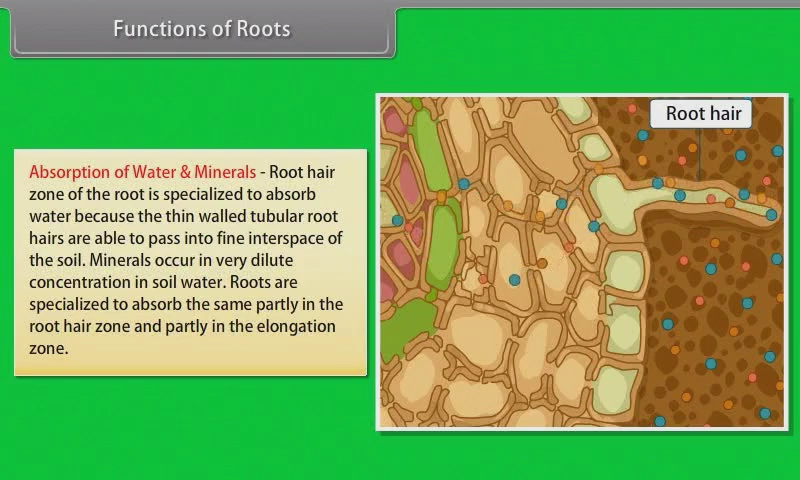 Functions of Roots
Absorption of Water & Minerals - Root hair
zone of the root is specialized to absorb
water because the thin walled tubular root
hairs are able to pass into fine interspace of
the soil. Minerals occur in very dilute
concentration in soil water. Roots are
specialized to absorb the same partly in the
root hair zone and partly in the elongation
zone.
Root hair